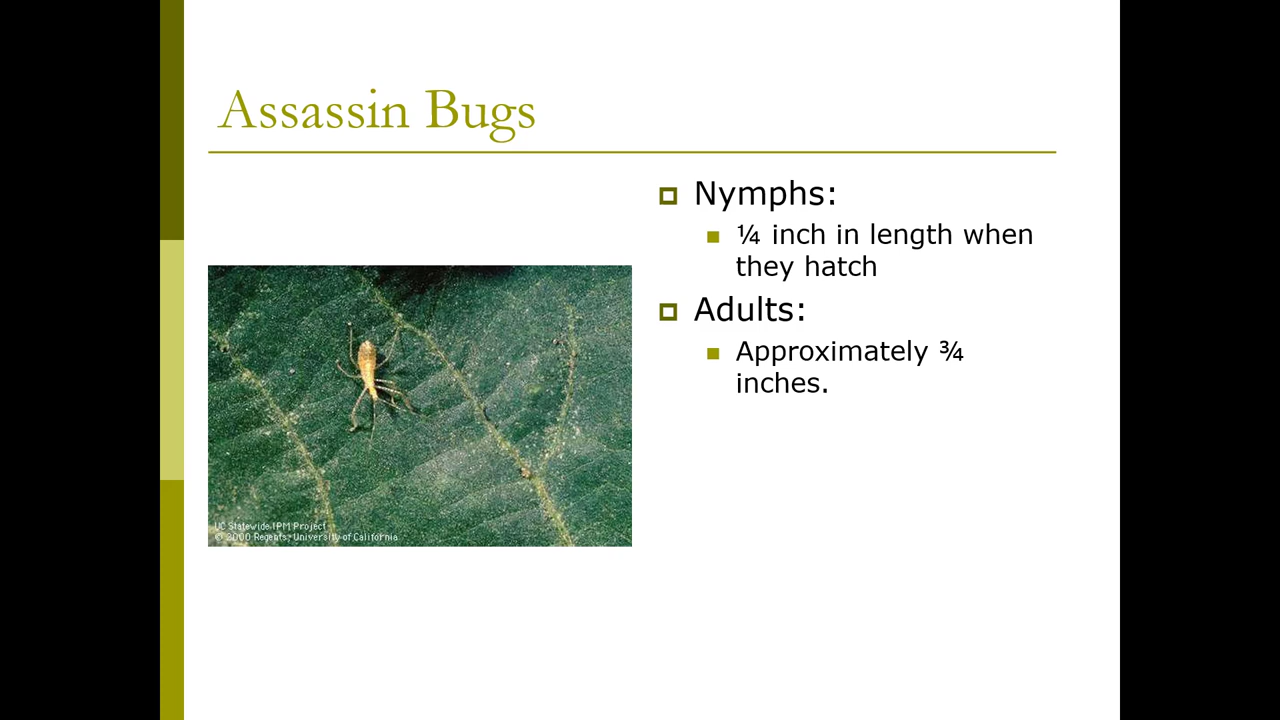 Assassin Bugs
Nymphs:
¼ inch in length when
they hatch
Adults:
Approximately ¾
inches.
UC Statewide IPM Project
© 2000 Regents, University of California